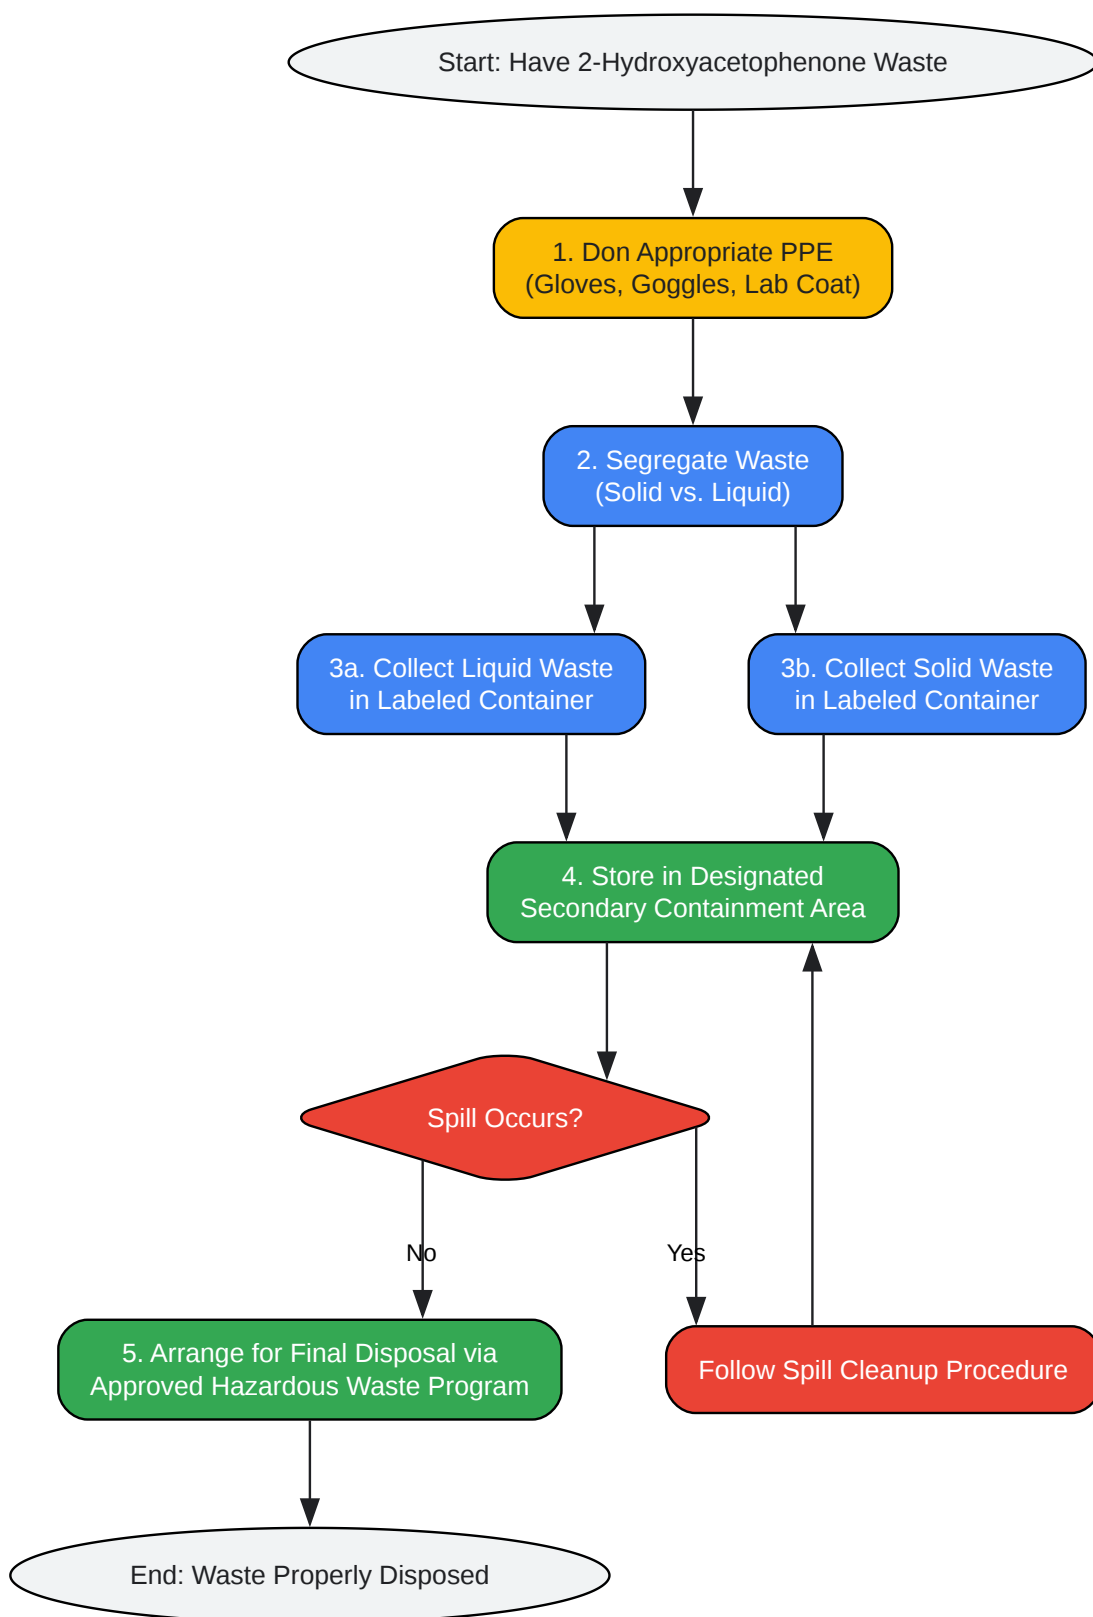 Start: Have 2-Hydroxyacetophenone Waste
1. Don Appropriate PPE
(Gloves, Goggles, Lab Coat)
2. Segregate Waste
(Solid vs. Liquid)
3a. Collect Liquid Waste
in Labeled Container
3b. Collect Solid Waste
in Labeled Container
4. Store in Designated
Secondary Containment Area
Spill Occurs?
No
Yes
5. Arrange for Final Disposal via
Approved Hazardous Waste Program
Follow Spill Cleanup Procedure
End: Waste Properly Disposed